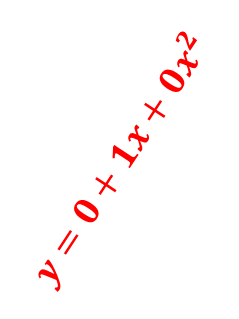 y = 0 + 1x + 0x²